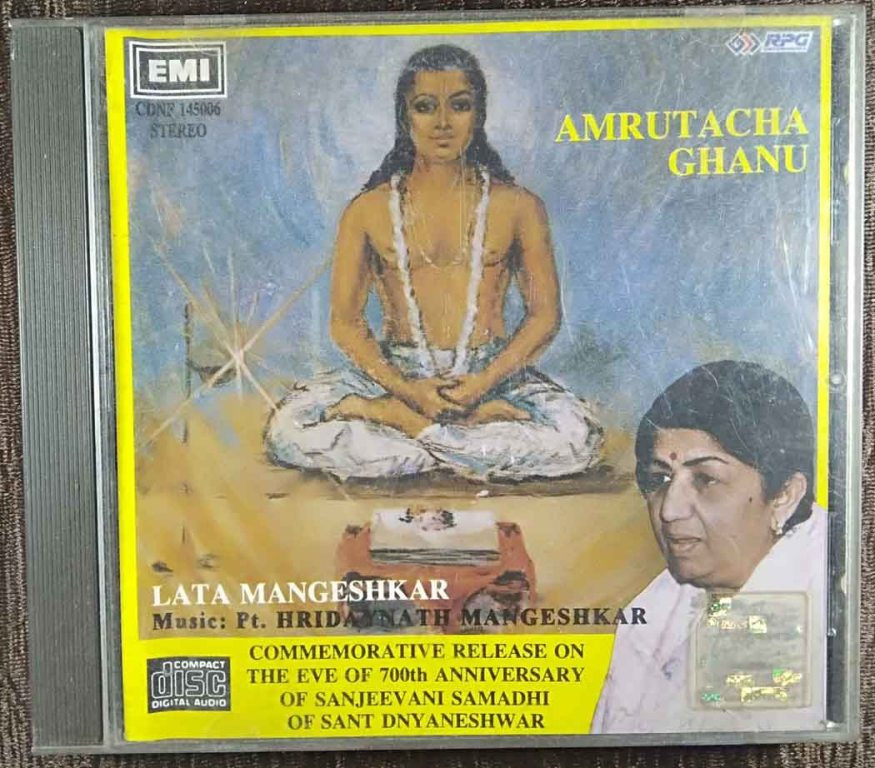 EMI
CDNF 145006
STEREO
RPG
AMRUTACHA
GHANU
LATA MANGESHKAR
Music: Pt. HRIDAYNATH MANGESHKAR
COMPACT
disc
DIGITAL AUDIO
COMMEMORATIVE RELEASE ON
THE EVE OF 700th ANNIVERSARY
OF SANJEEVANI SAMADHI
OF SANT DNYANESHWAR